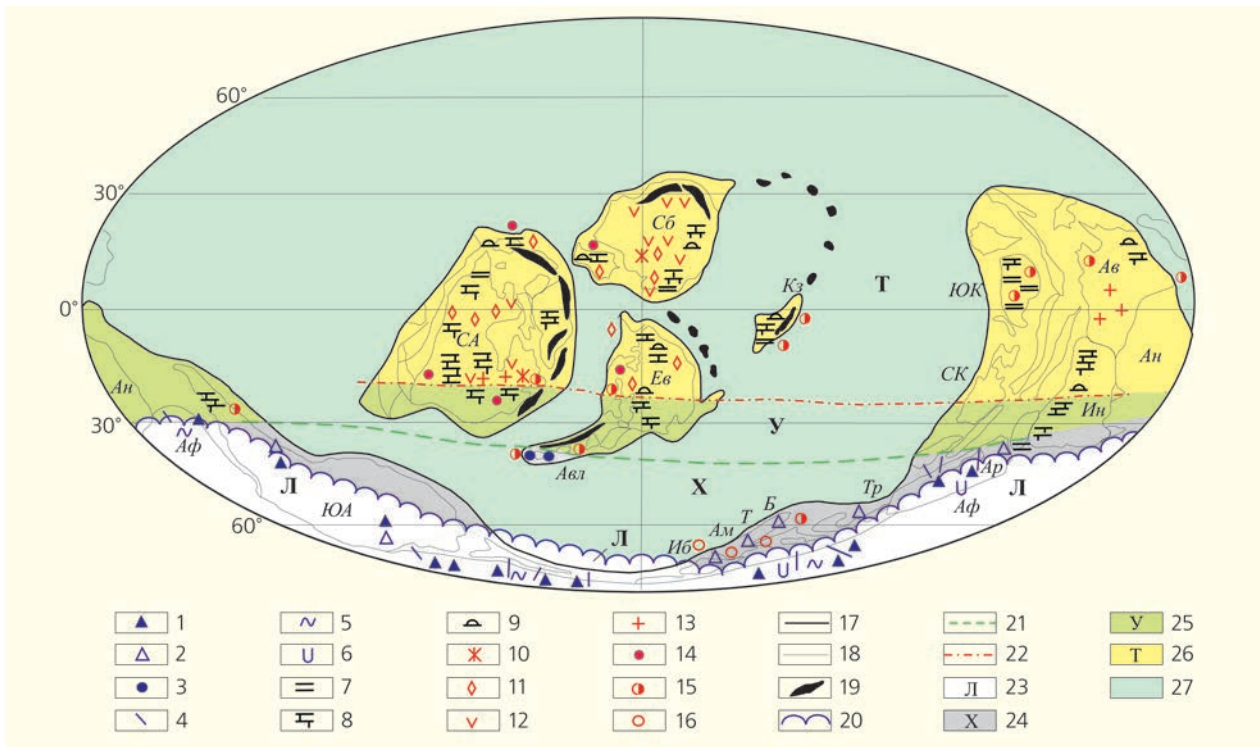 60°
30°
Сб
Кз
Т
ЮК
Ав
0°
СА
Ев
СК
Ан
Ан
У
Ин
30°
Аф
Авл
Х
Ар
Л
Тр
Л
Аф
ЮА
Б
60°
Л
Т
Ам
Иб
1 5 9 13 17 21 У 25
2 6 10 14 18 22 Т 26
3 7 11 15 19 Л 23 27
4 8 12 16 20 Х 24